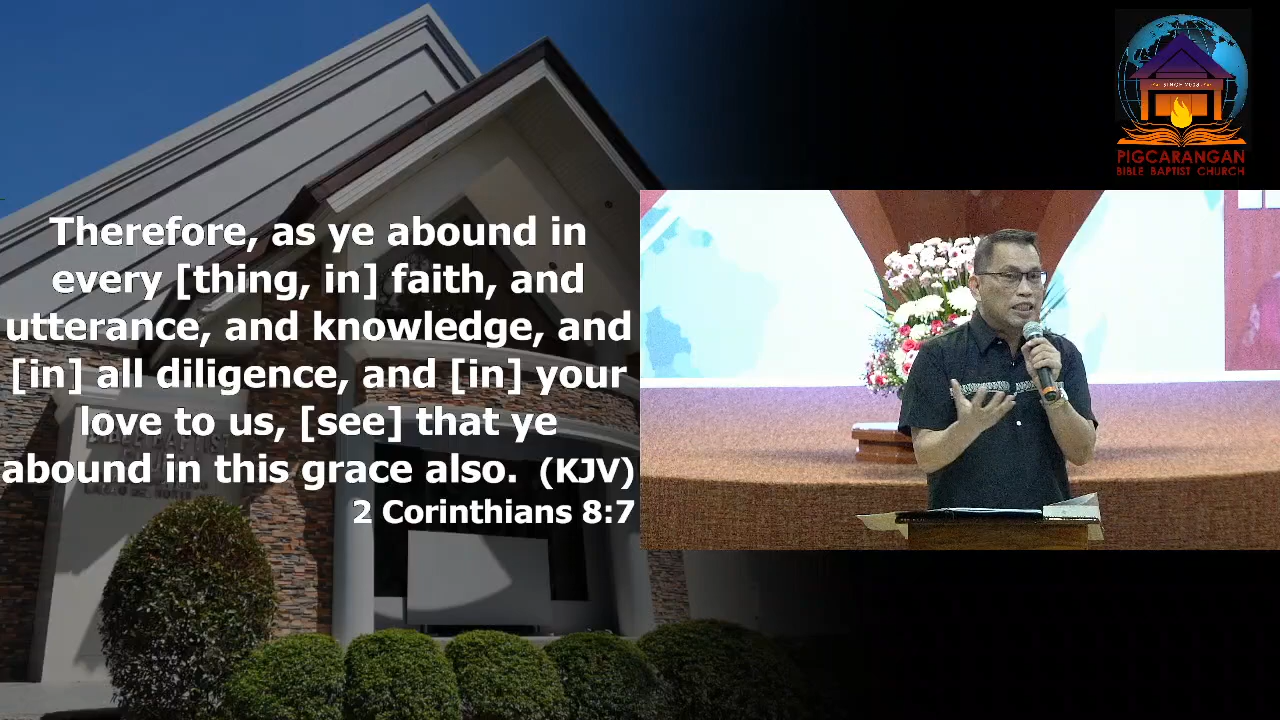 Therefore, as ye abound in
every [thing, in] faith, and
utterance, and knowledge, and
[in] all diligence, and [in] your
love to us, [see] that ye
abound in this grace also. (KJV)
2 Corinthians 8:7
PIGCARANGAN
BIBLE BAPTIST CHURCH